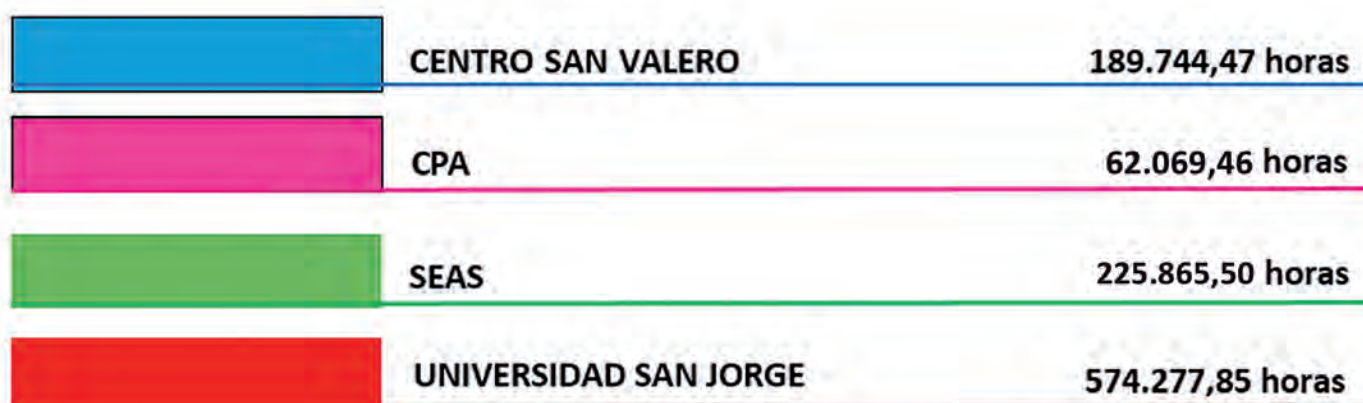 CENTRO SAN VALERO 189.744,47 horas
CPA 62.069,46 horas
SEAS 225.865,50 horas
UNIVERSIDAD SAN JORGE 574.277,85 horas